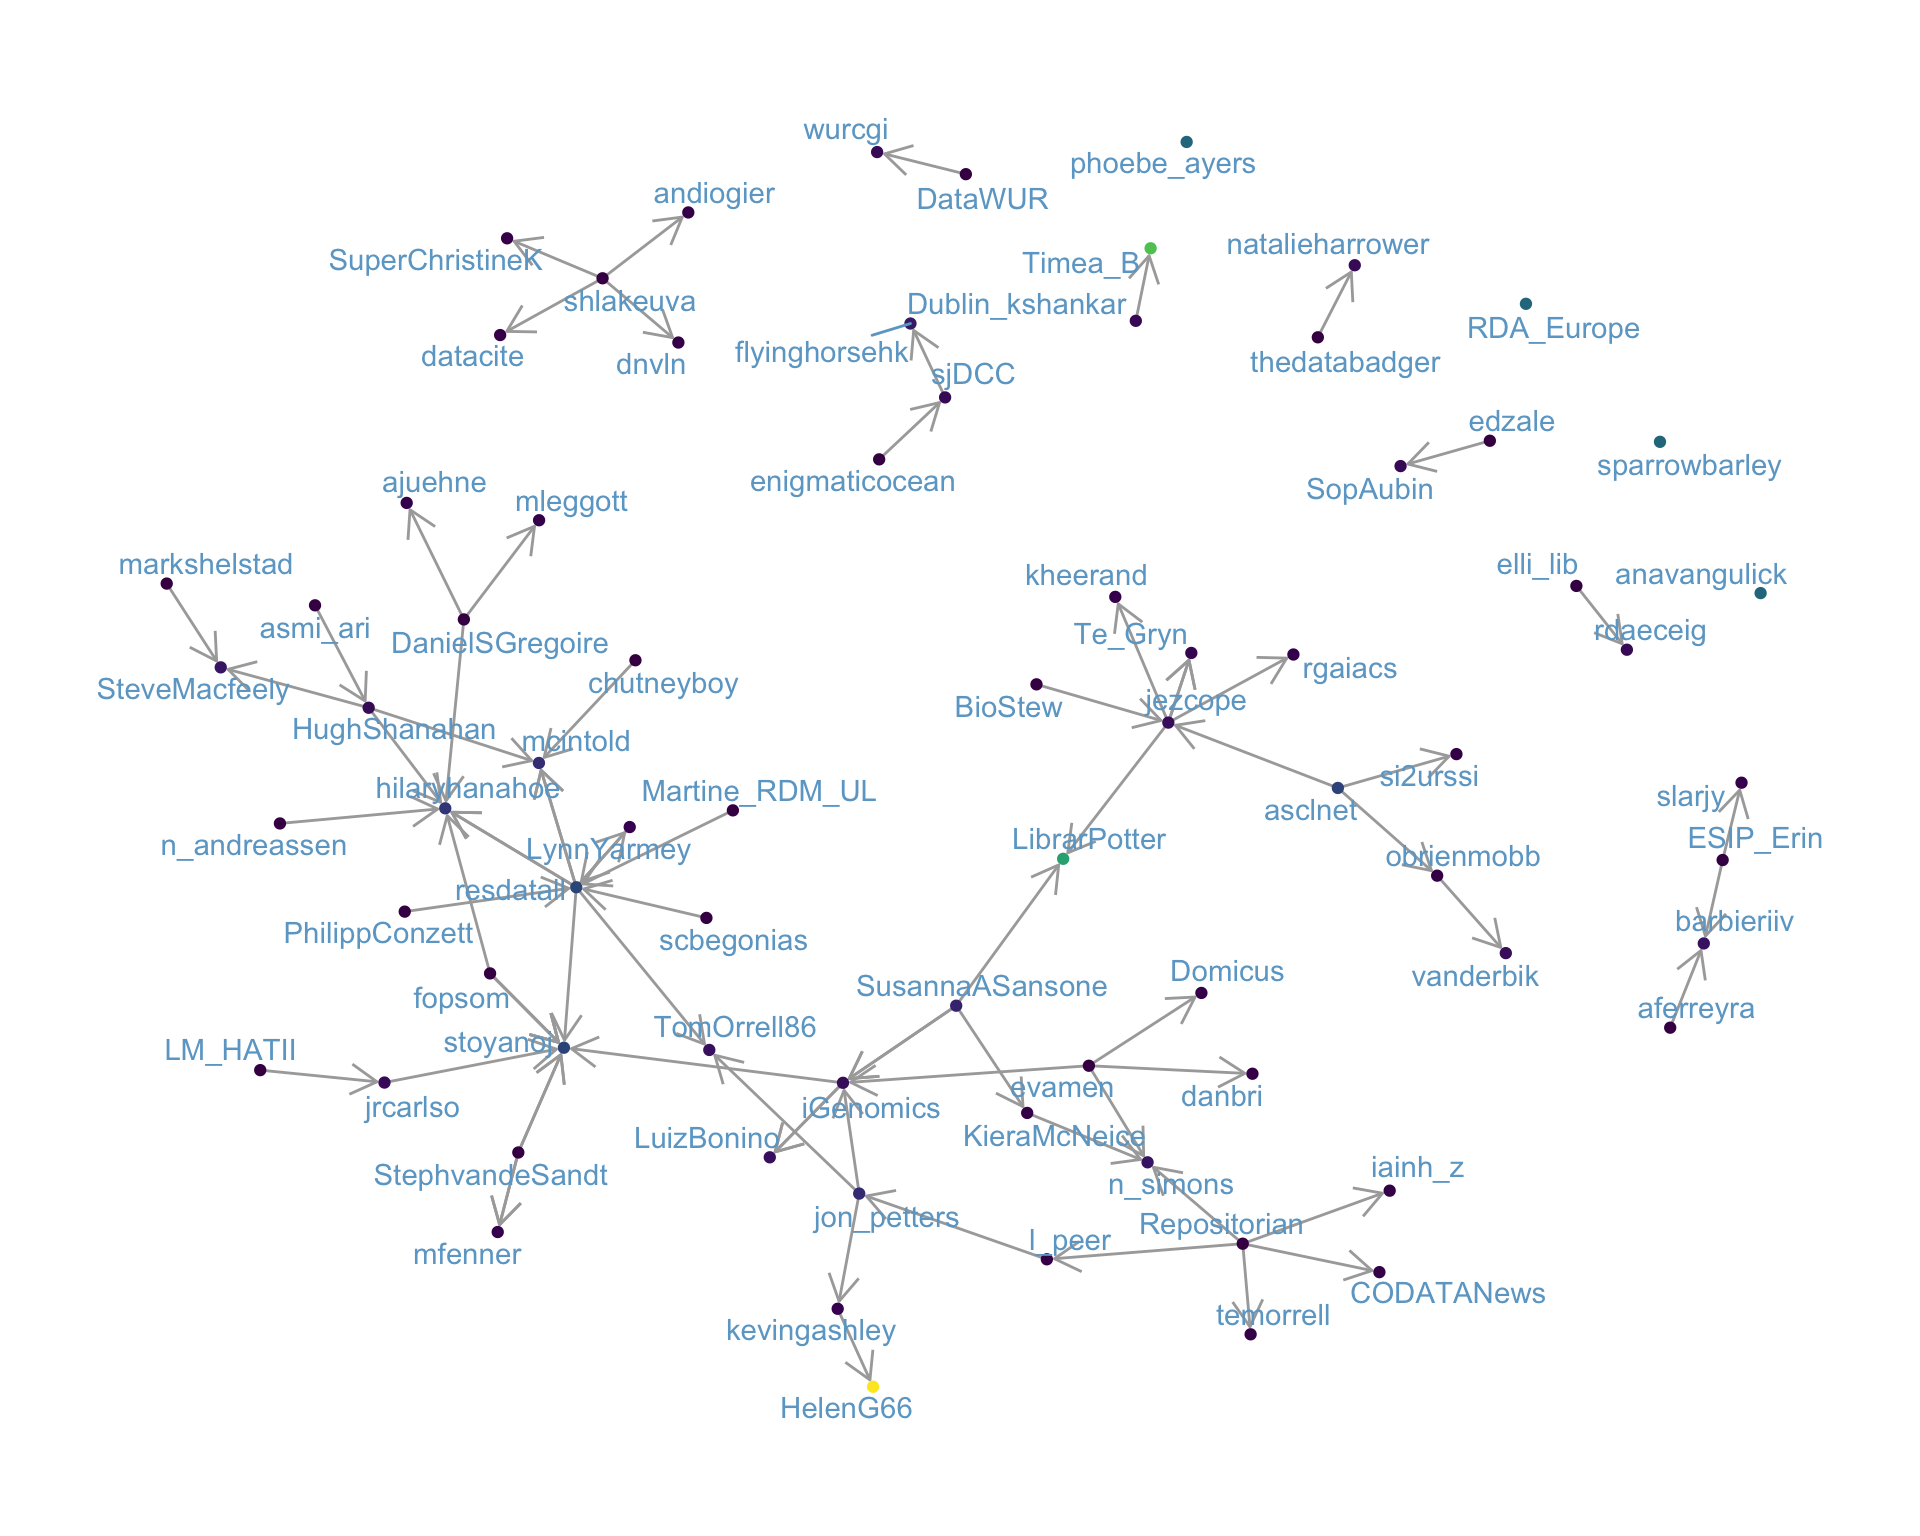 wurcgi
phoebe_ayers
DataWUR
andiogier
SuperChristineK
natalieharrower
Timea_B
shlakeuva
Dublin_kshankar
RDA_Europe
datacite
dnvln
flyinghorsehk
thedatabadger
sjDCC
edzale
ajuehne
mleggott
enigmaticocean
SopAubin
sparrowbarley
markshelstad
asmi_ari
kheerand
elli_lib
anavangulick
DanielSGregoire
Te_Gryn
rdaeceig
SteveMacfeely
chutneyboy
rgaiacs
BioStew
jezcope
HughShanahan
mcintold
hilaryhanahoe
Martine_RDM_UL
si2urssi
slarjy
asclnet
n_andreassen
LynnYarmey
LibrarPotter
ESIP_Erin
obrienmobb
resdatall
PhilippConzett
scbegonias
barbieriiv
fopsom
SusannaASansone
Domicus
vanderbik
aferreyra
LM_HATII
stoyanoj
TomOrrell86
jrcarlso
iGenomics
evamen
danbri
LuizBonino
KieraMcNeice
StephvandeSandt
n_simons
iainh_z
jon_petters
Repositorian
l_peer
mfenner
CODATANews
kevingashley
temorrell
HelenG66